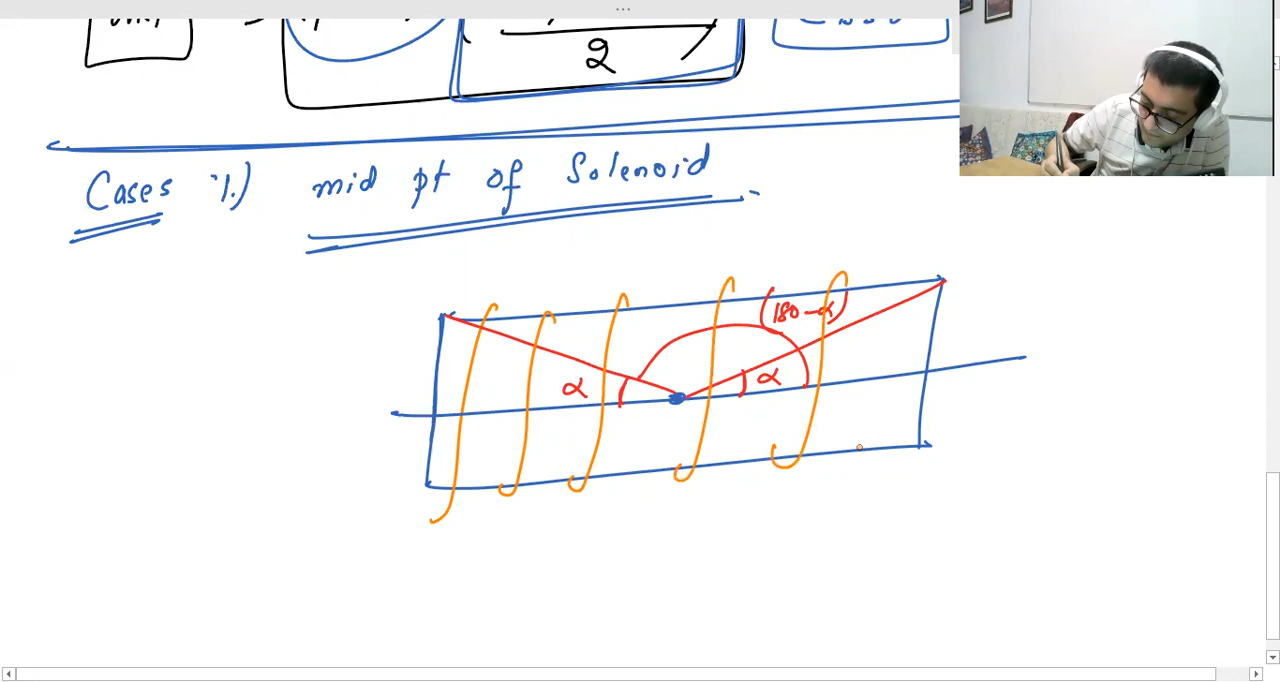 2
Cases 1.) mid pt of Solenoid
(180-α)
α
α